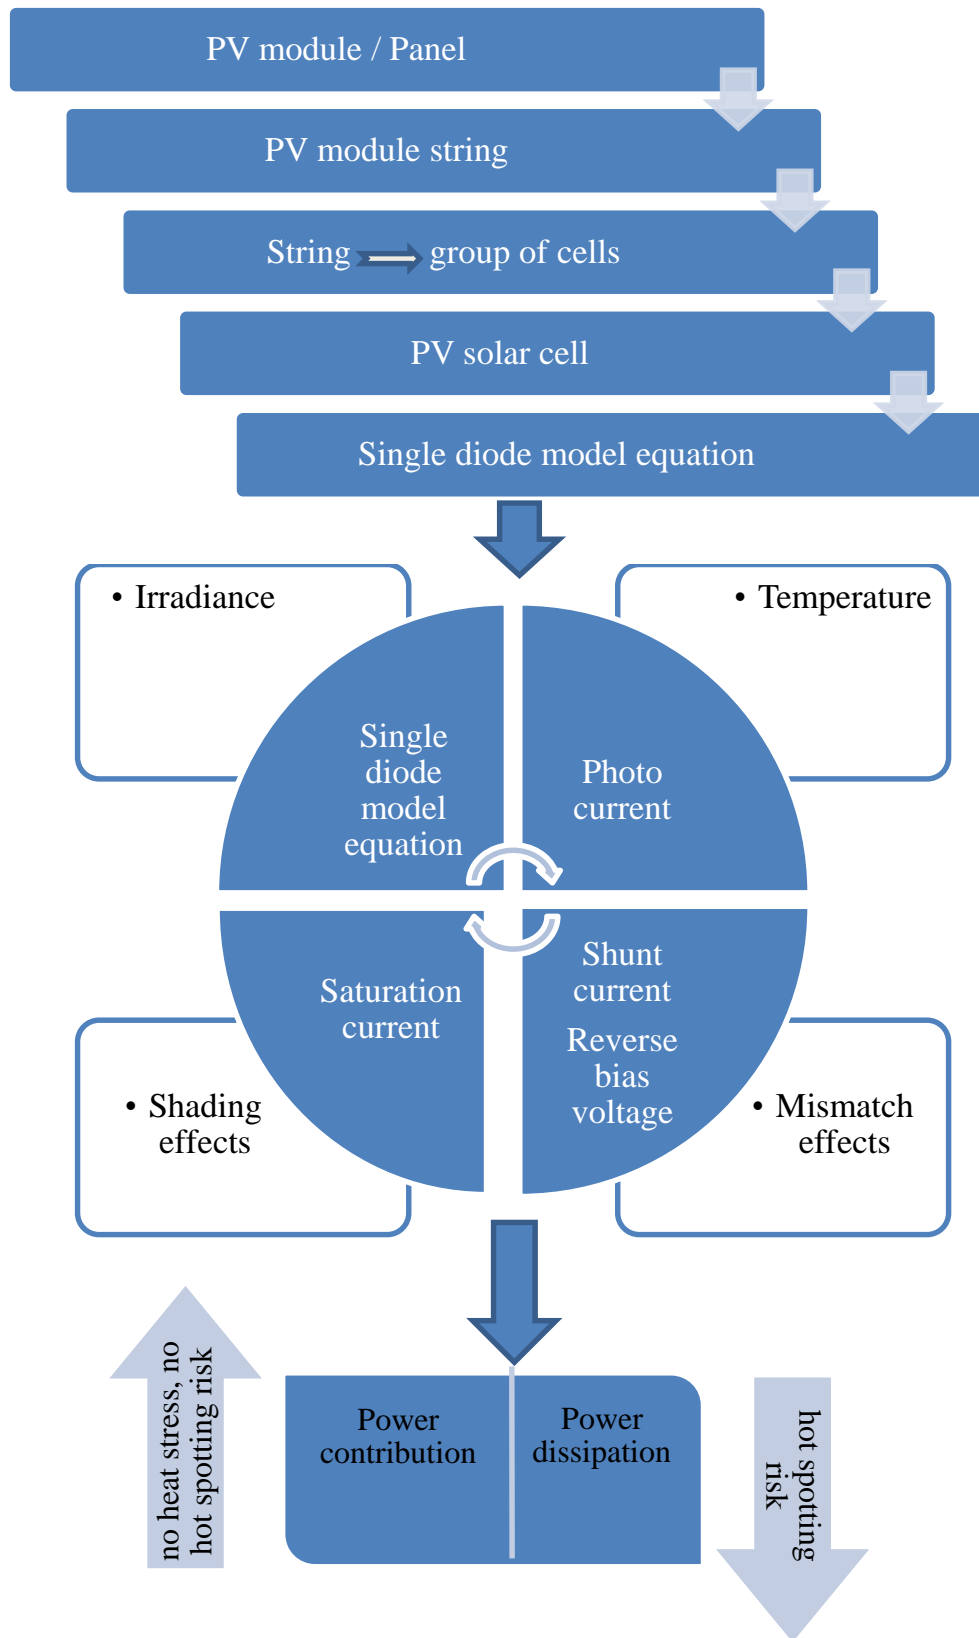 PV module / Panel
PV module string
String group of cells
PV solar cell
Single diode model equation
• Irradiance
• Temperature
Single
diode
model
equation
Photo
current
Saturation
current
Shunt
current
Reverse
bias
voltage
• Shading
effects
• Mismatch
effects
no heat stress, no
hot spotting risk
Power
contribution
Power
dissipation
hot spotting
risk